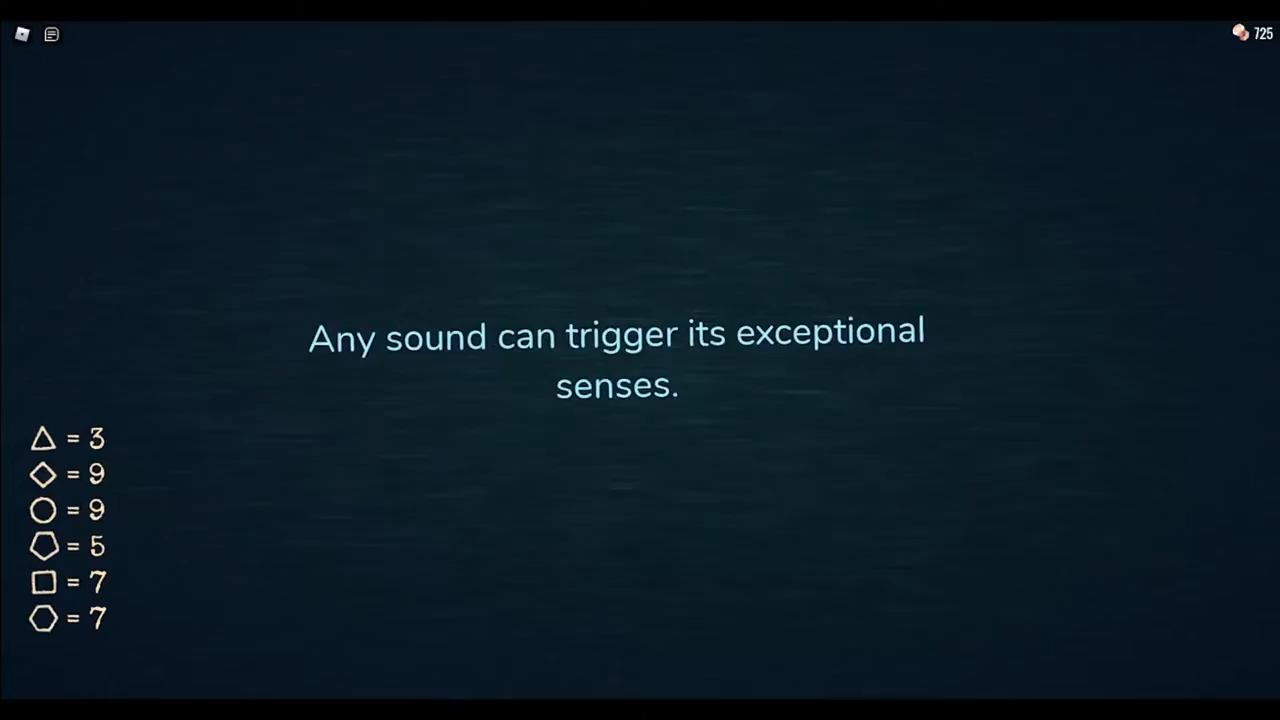 725
Any sound can trigger its exceptional
senses.
△ = 3
◇ = 9
○ = 9
⬠ = 5
□ = 7
⬡ = 7